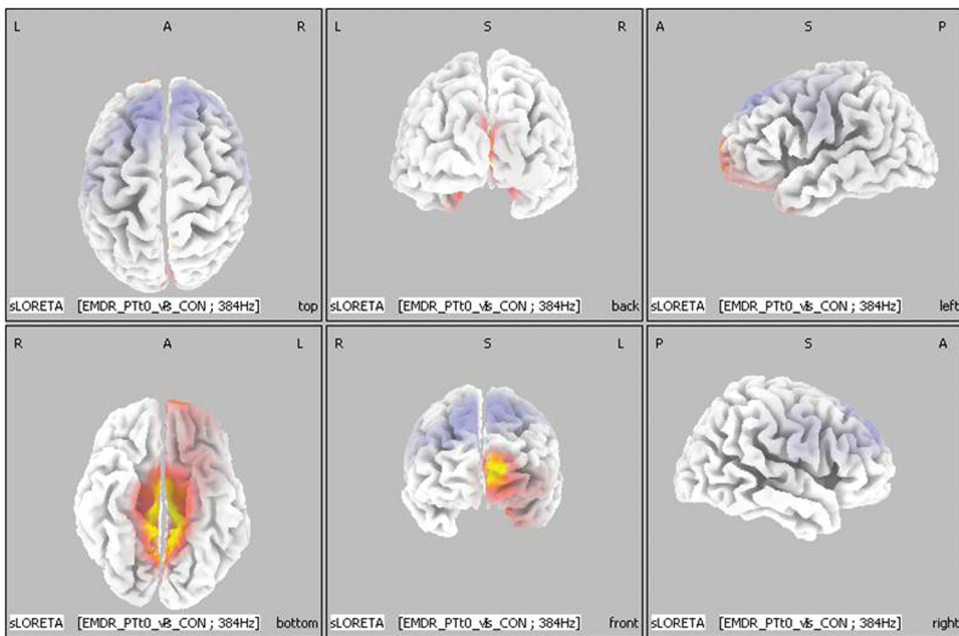 L A R
sLORETA [EMDR_PTt0_vs_CON ; 384Hz] top
L S R
sLORETA [EMDR_PTt0_vs_CON ; 384Hz] back
A S P
sLORETA [EMDR_PTt0_vs_CON ; 384Hz] left
R A L
sLORETA [EMDR_PTt0_vs_CON ; 384Hz] bottom
R S L
sLORETA [EMDR_PTt0_vs_CON ; 384Hz] front
P S A
sLORETA [EMDR_PTt0_vs_CON ; 384Hz] right